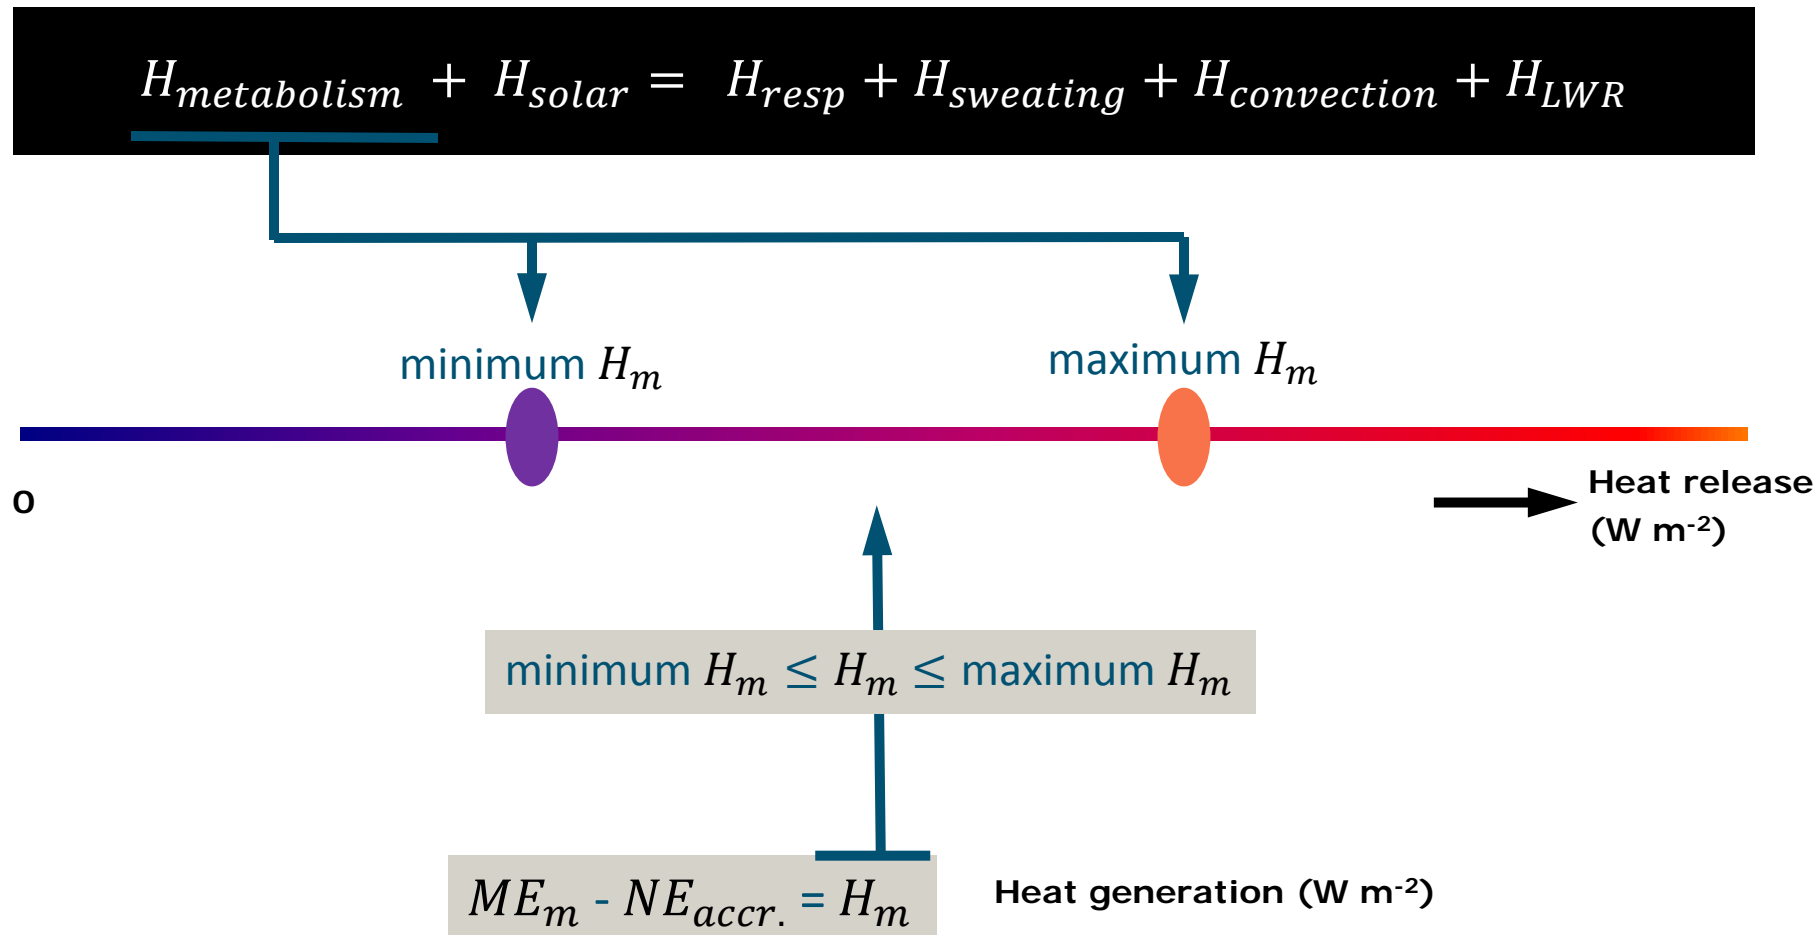 H_metabolism + H_solar = H_resp + H_sweating + H_convection + H_LWR
minimum H_m
maximum H_m
0
Heat release
(W m-2)
minimum H_m ≤ H_m ≤ maximum H_m
ME_m - NE_accr. = H_m
Heat generation (W m-2)